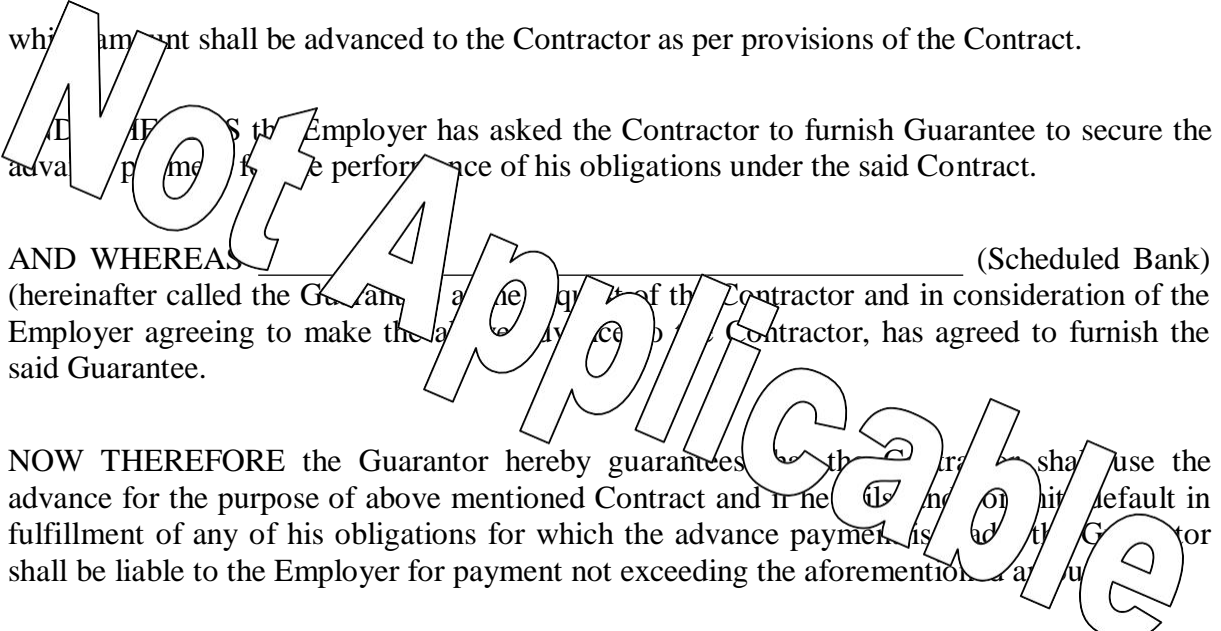 shall be advanced to the Contractor as per provisions of the Contract.
Employer has asked the Contractor to furnish Guarantee to secure the
of his obligations under the said Contract.
AND WHEREAS ______________________________ (Scheduled Bank)
(hereinafter called the of the Contractor and in consideration of the
Employer agreeing to make the Contractor, has agreed to furnish the
said Guarantee.
NOW THEREFORE the Guarantor hereby guarantees shall use the
advance for the purpose of above mentioned Contract and if he default in
fulfillment of any of his obligations for which the advance payment is
shall be liable to the Employer for payment not exceeding the aforementioned
Not Applicable